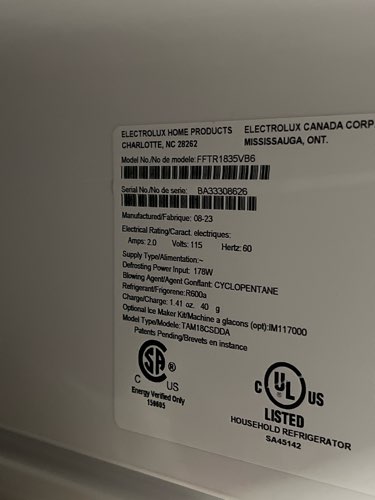 ELECTROLUX HOME PRODUCTS ELECTROLUX CANADA CORP.
CHARLOTTE, NC 28262 MISSISSAUGA, ONT.
Model No./No de modele: FFTR1835VB6
Serial No./No de serie: BA33308626
Manufactured/Fabrique: 08-23
Electrical Rating/Caract. electriques:
Amps: 2.0 Volts: 115 Hertz: 60
Supply Type/Alimentation:~
Defrosting Power Input: 178W
Blowing Agent/Agent Gonflant: CYCLOPENTANE
Refrigerant/Frigorene: R600a
Charge/Charge: 1.41 oz. 40 g
Optional Ice Maker Kit/Machine a glacons (opt):IM117000
Model Type/Modele: TAM18CSDDA
Patents Pending/Brevets en instance
SA ®
C US
Energy Verified Only
150605
C UL ® US
LISTED
HOUSEHOLD REFRIGERATOR
SA45142